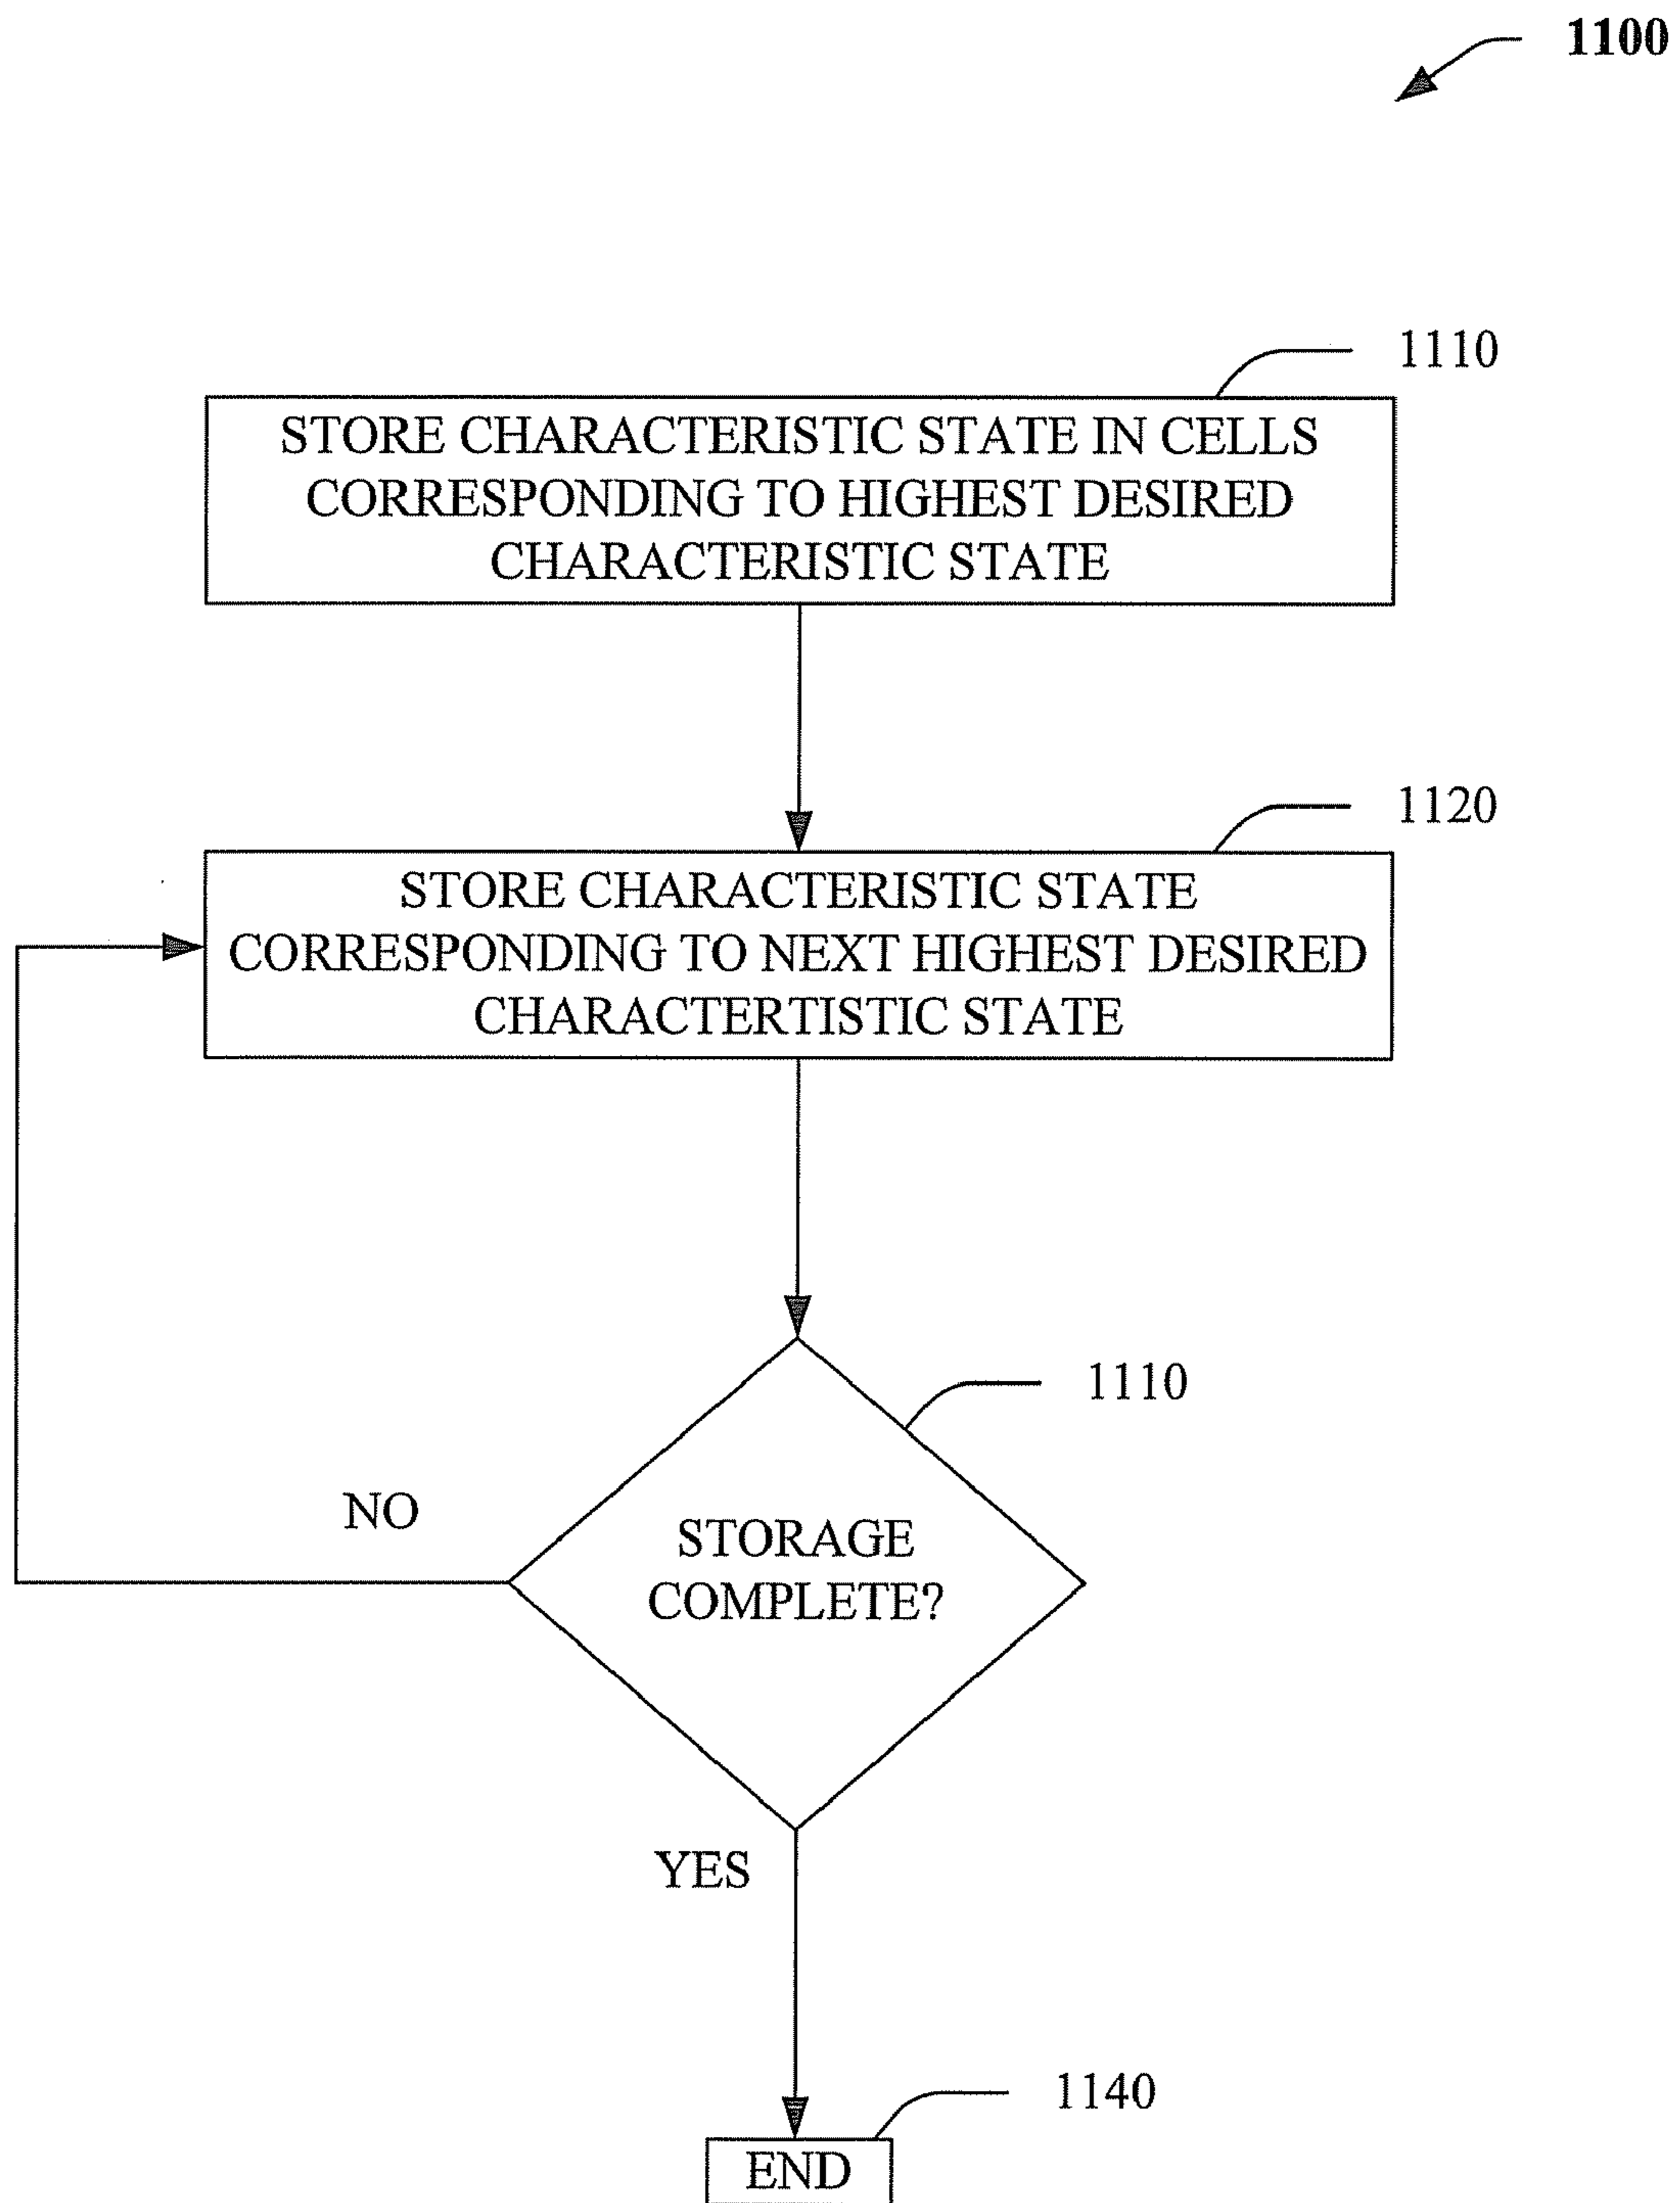 1100
1110
STORE CHARACTERISTIC STATE IN CELLS
CORRESPONDING TO HIGHEST DESIRED
CHARACTERISTIC STATE
1120
STORE CHARACTERISTIC STATE
CORRESPONDING TO NEXT HIGHEST DESIRED
CHARACTERTISTIC STATE
1110
NO
STORAGE
COMPLETE?
YES
1140
END